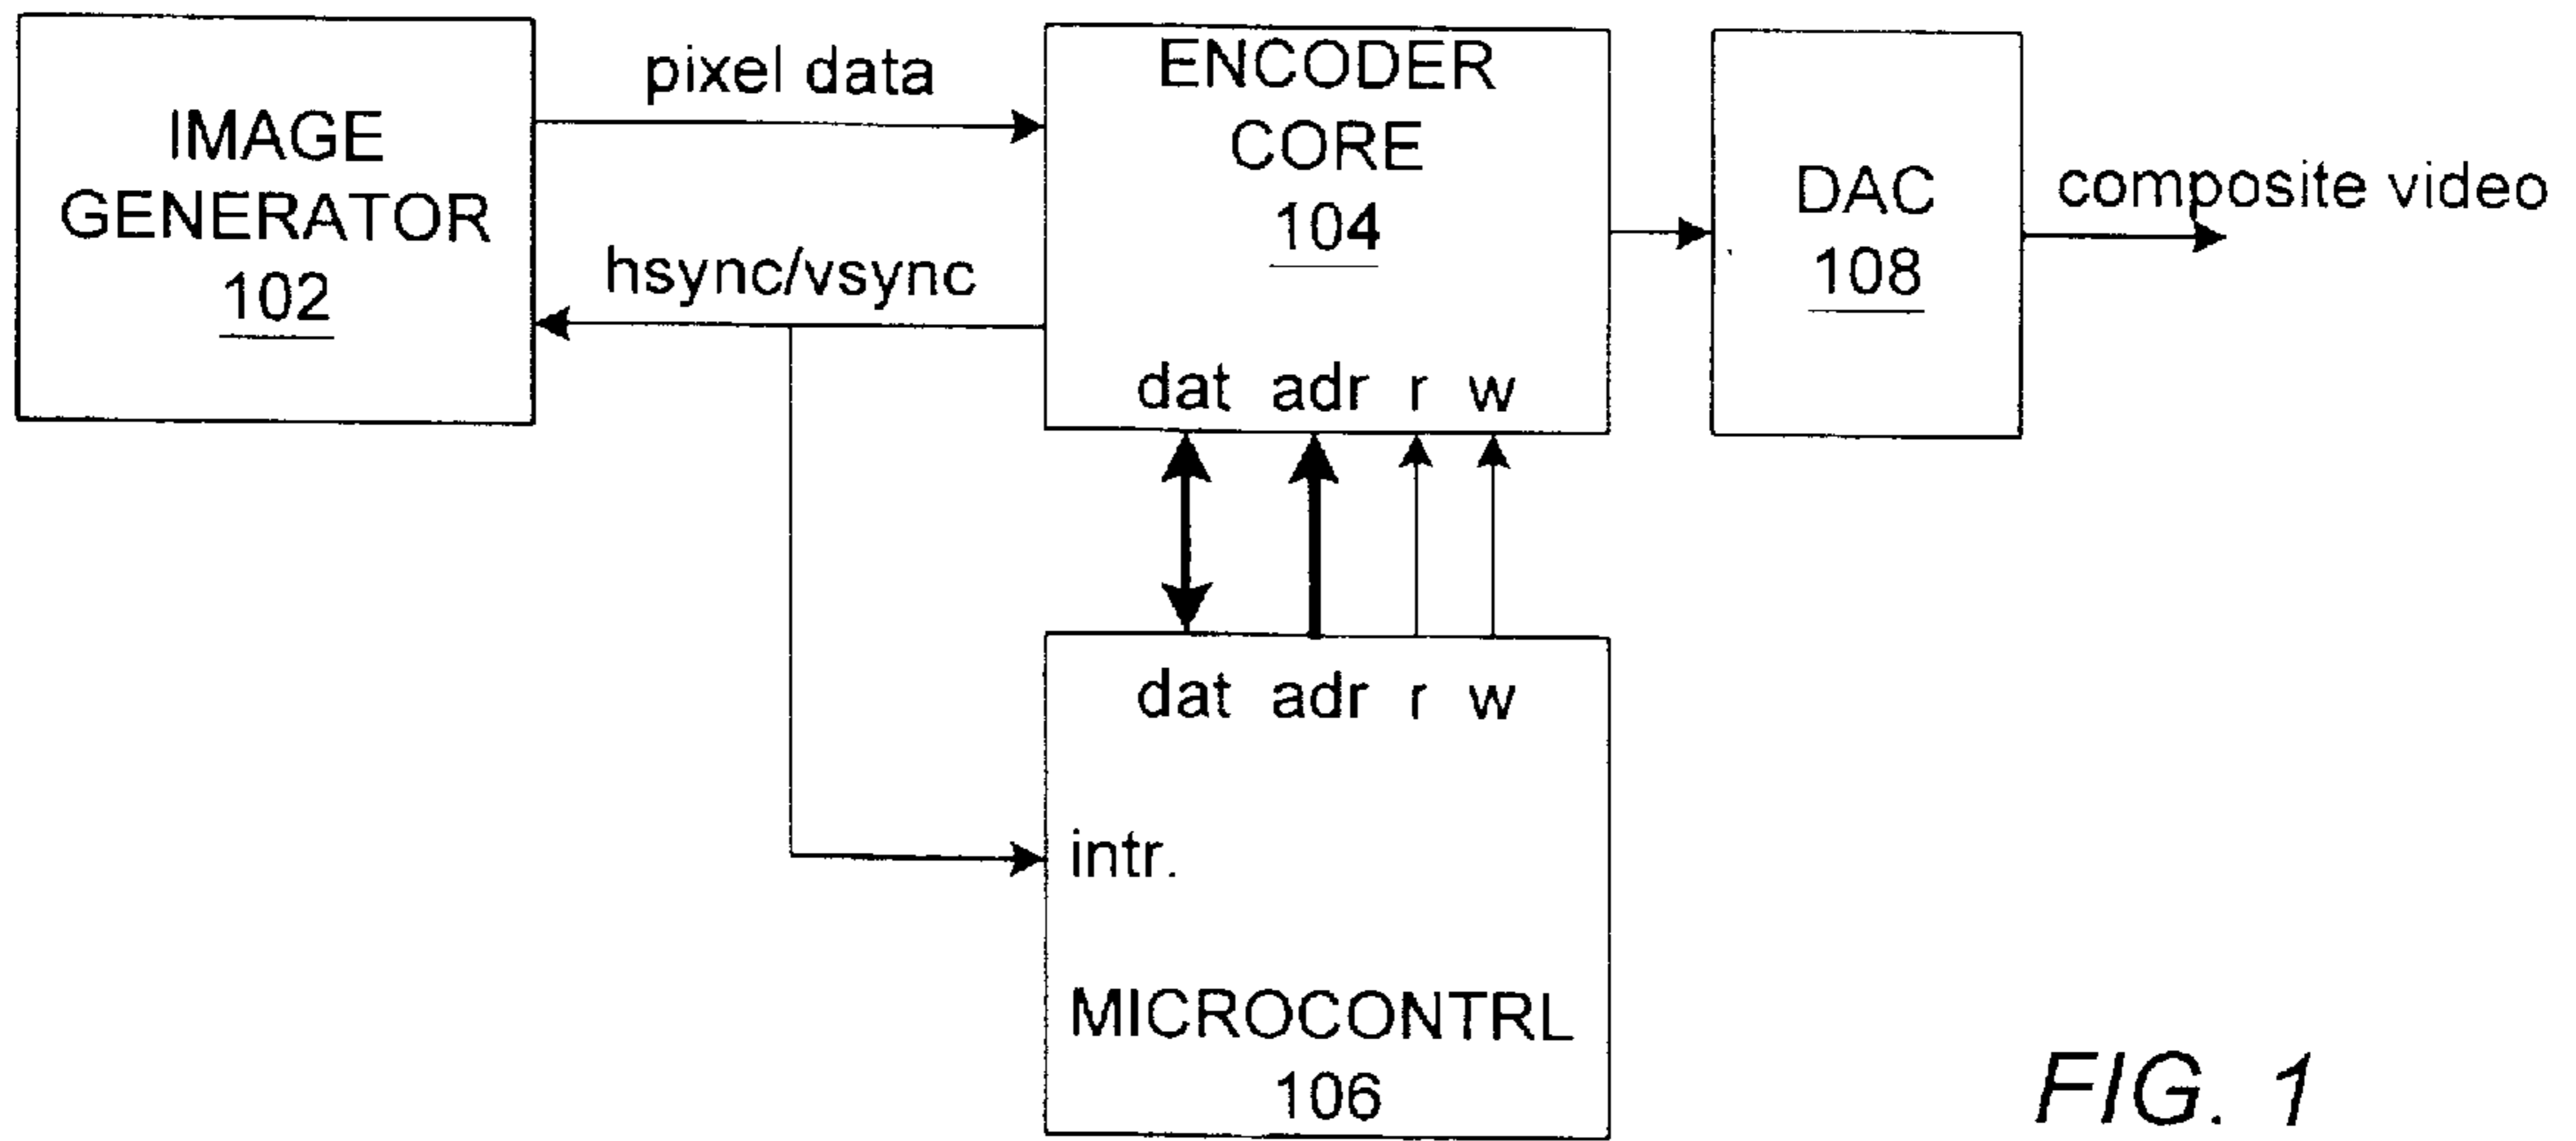 IMAGE
GENERATOR
102
pixel data
hsync/vsync
ENCODER
CORE
104
dat adr r w
DAC
108
composite video
dat adr r w
intr.
MICROCONTRL
106
FIG. 1